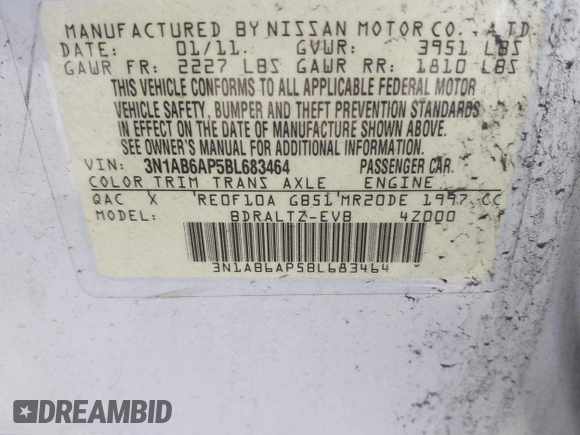 MANUFACTURED BY NISSAN MOTOR CO., LTD.
DATE: 01/11. GVWR: 3951 LBS
GAWR FR: 2227 LBS GAWR RR: 1810 LBS
THIS VEHICLE CONFORMS TO ALL APPLICABLE FEDERAL MOTOR
VEHICLE SAFETY, BUMPER AND THEFT PREVENTION STANDARDS
IN EFFECT ON THE DATE OF MANUFACTURE SHOWN ABOVE.
SEE OWNER'S MANUAL FOR ADDITIONAL INFORMATION.
VIN: 3N1AB6AP5BL683464 PASSENGER CAR.
COLOR TRIM TRANS AXLE ENGINE
QAC X 'RE0F10A GB51'MR20DE 1997 CC
MODEL: BDRALTZ-EVB 4Z000
3N1AB6AP5BL683464
DREAMBID